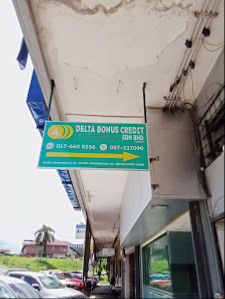 DELTA BONUS CREDIT
SDN BHD
017-660 8556 087-337090